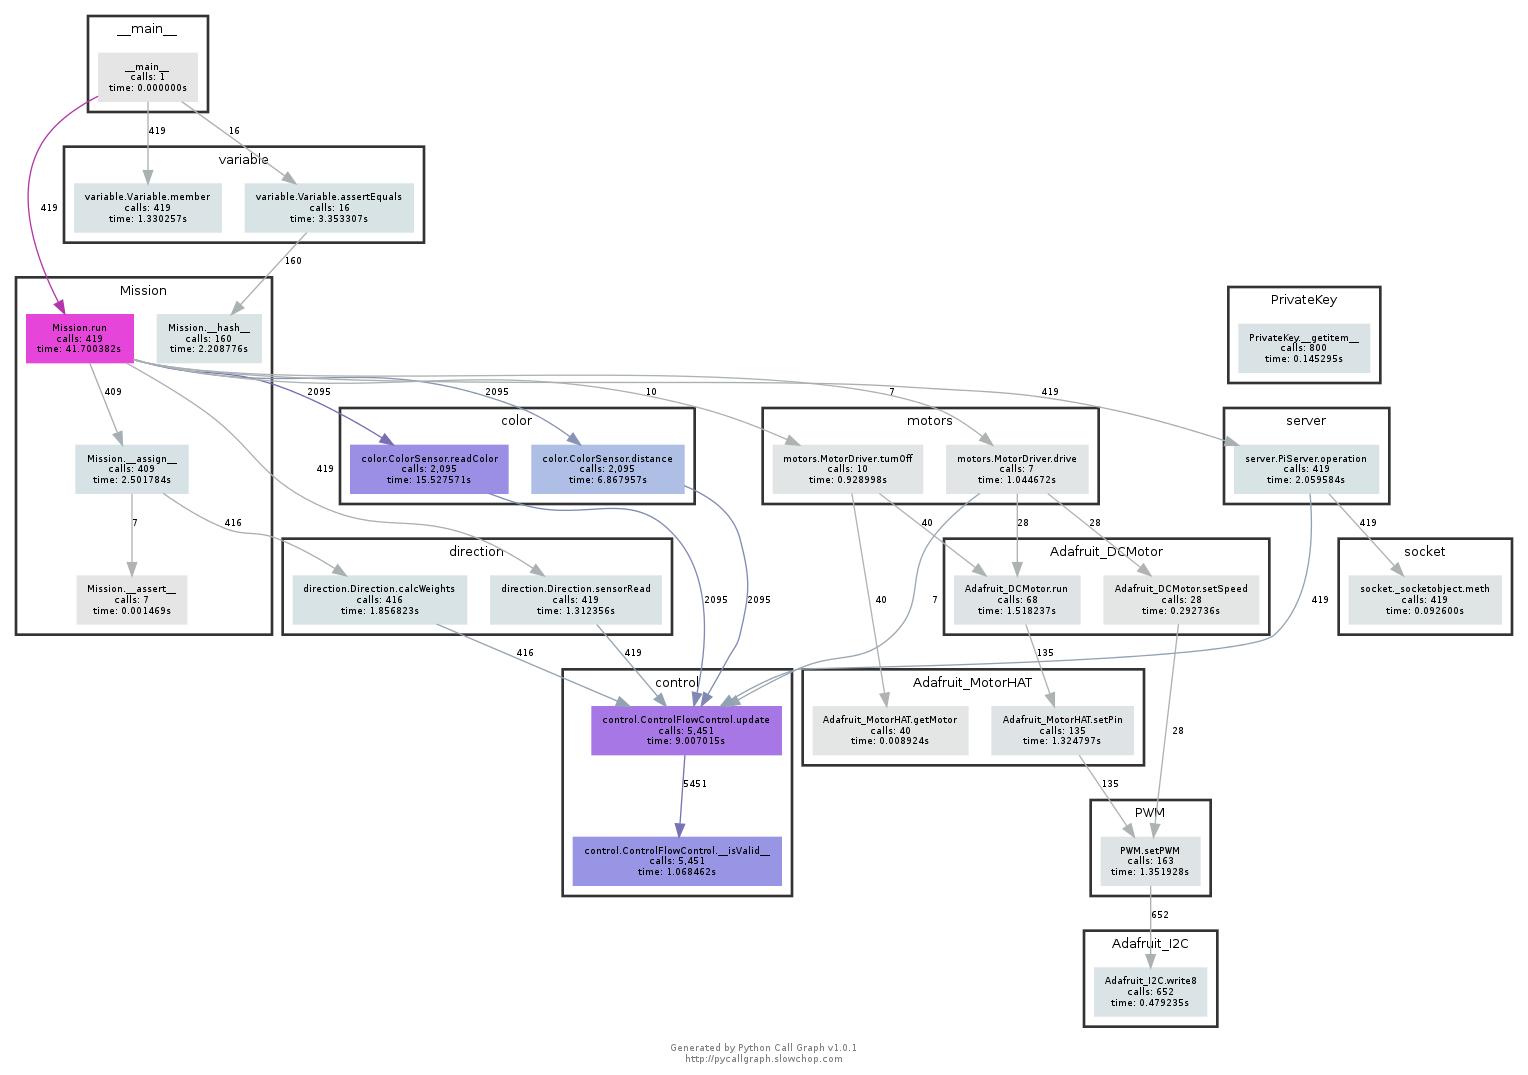 __main__
__main__
calls: 1
time: 0.000000s
419
16
variable
variable.Variable.member
calls: 419
time: 1.330257s
variable.Variable.assertEquals
calls: 16
time: 3.353307s
419
160
Mission
Mission.run
calls: 419
time: 41.700382s
Mission.__hash__
calls: 160
time: 2.208776s
PrivateKey
PrivateKey.__getitem__
calls: 800
time: 0.145295s
409
2095
2095
10
7
419
color
color.ColorSensor.readColor
calls: 2,095
time: 15.527571s
color.ColorSensor.distance
calls: 2,095
time: 6.867957s
motors
motors.MotorDriver.turnOff
calls: 10
time: 0.928998s
motors.MotorDriver.drive
calls: 7
time: 1.044672s
server
server.PiServer.operation
calls: 419
time: 2.059584s
Mission.__assign__
calls: 409
time: 2.501784s
419
7
416
40
28
28
419
direction
direction.Direction.calcWeights
calls: 416
time: 1.856823s
direction.Direction.sensorRead
calls: 419
time: 1.312356s
Adafruit_DCMotor
Adafruit_DCMotor.run
calls: 68
time: 1.518237s
Adafruit_DCMotor.setSpeed
calls: 28
time: 0.292736s
socket
socket._socketobject.meth
calls: 419
time: 0.092600s
Mission.__assert__
calls: 7
time: 0.001469s
2095
2095
40
7
419
416
419
135
control
control.ControlFlowControl.update
calls: 5,451
time: 9.007015s
Adafruit_MotorHAT
Adafruit_MotorHAT.getMotor
calls: 40
time: 0.008924s
Adafruit_MotorHAT.setPin
calls: 135
time: 1.324797s
28
5451
135
control.ControlFlowControl.__isValid__
calls: 5,451
time: 1.068462s
PWM
PWM.setPWM
calls: 163
time: 1.351928s
652
Adafruit_I2C
Adafruit_I2C.write8
calls: 652
time: 0.479235s
Generated by Python Call Graph v1.0.1
http://pycallgraph.slowchop.com